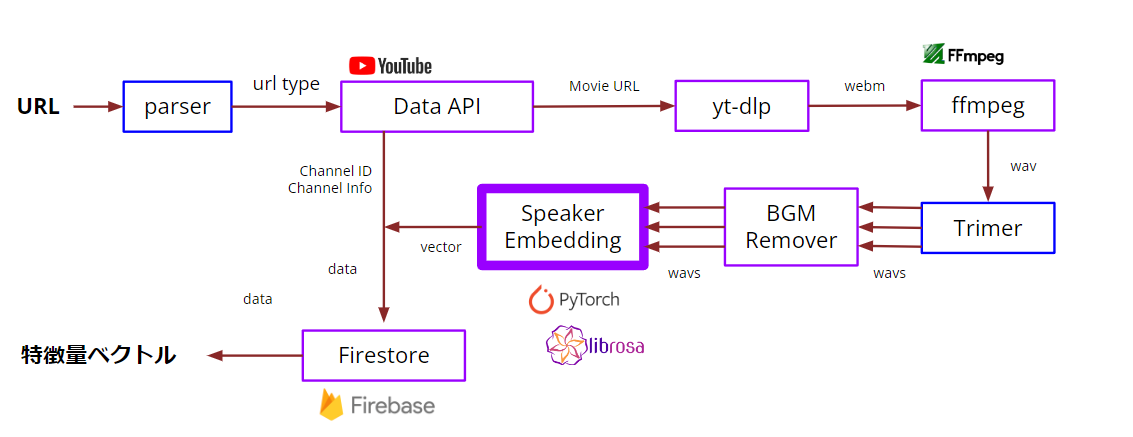 YouTube
FFmpeg
URL
parser
url type
Data API
Movie URL
yt-dlp
webm
ffmpeg
Channel ID
Channel Info
wav
Speaker
Embedding
BGM
Remover
Trimer
vector
wavs
wavs
data
data
PyTorch
librosa
特徴量ベクトル
Firestore
Firebase